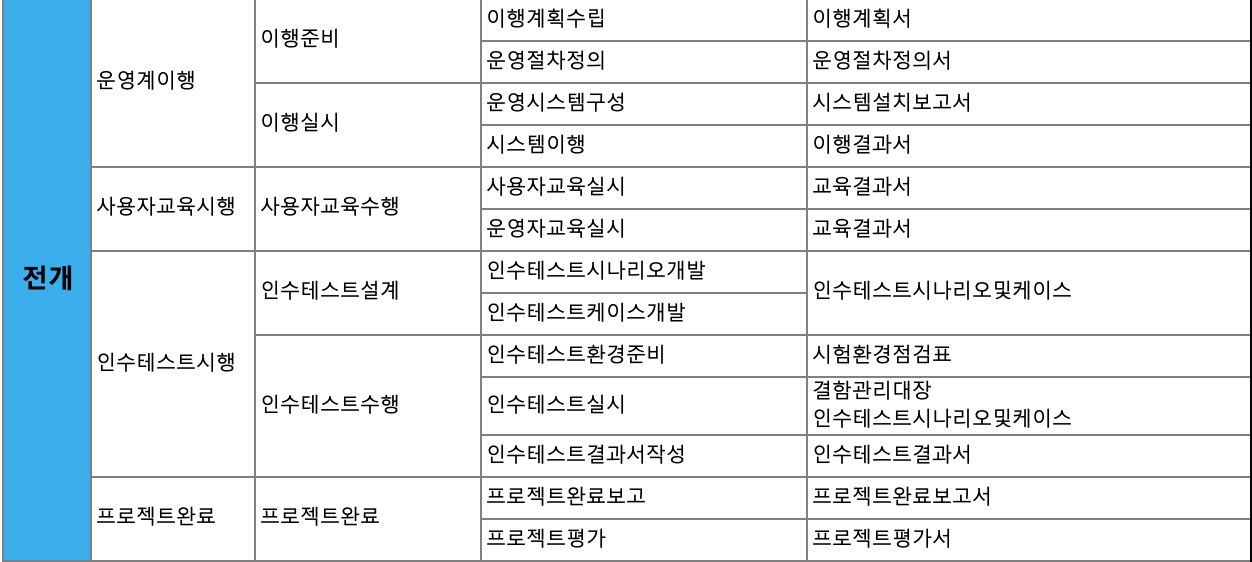 전개
운영계이행
이행준비
이행계획수립
이행계획서
운영절차정의
운영절차정의서
이행실시
운영시스템구성
시스템설치보고서
시스템이행
이행결과서
사용자교육시행
사용자교육수행
사용자교육실시
교육결과서
운영자교육실시
교육결과서
인수테스트시행
인수테스트설계
인수테스트시나리오개발
인수테스트시나리오및케이스
인수테스트케이스개발
인수테스트수행
인수테스트환경준비
시험환경점검표
인수테스트실시
결함관리대장
인수테스트시나리오및케이스
인수테스트결과서작성
인수테스트결과서
프로젝트완료
프로젝트완료
프로젝트완료보고
프로젝트완료보고서
프로젝트평가
프로젝트평가서